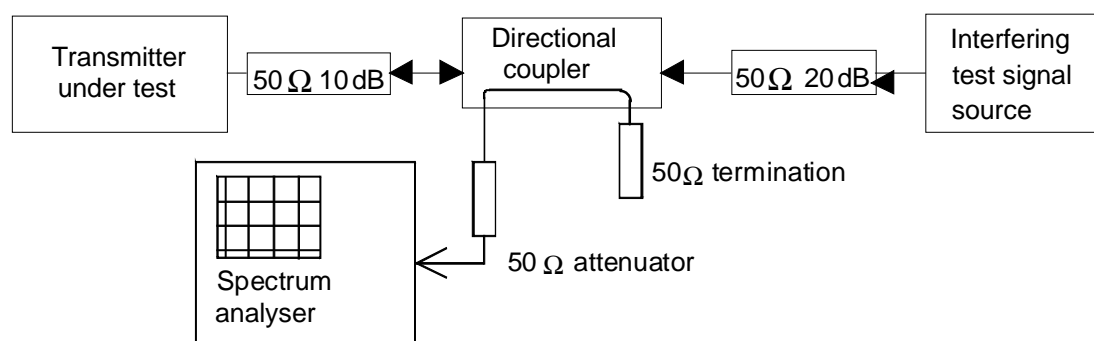 Transmitter
under test
50 Ω 10 dB
Directional
coupler
50 Ω 20 dB
Interfering
test signal
source
50Ω termination
50 Ω attenuator
Spectrum
analyser